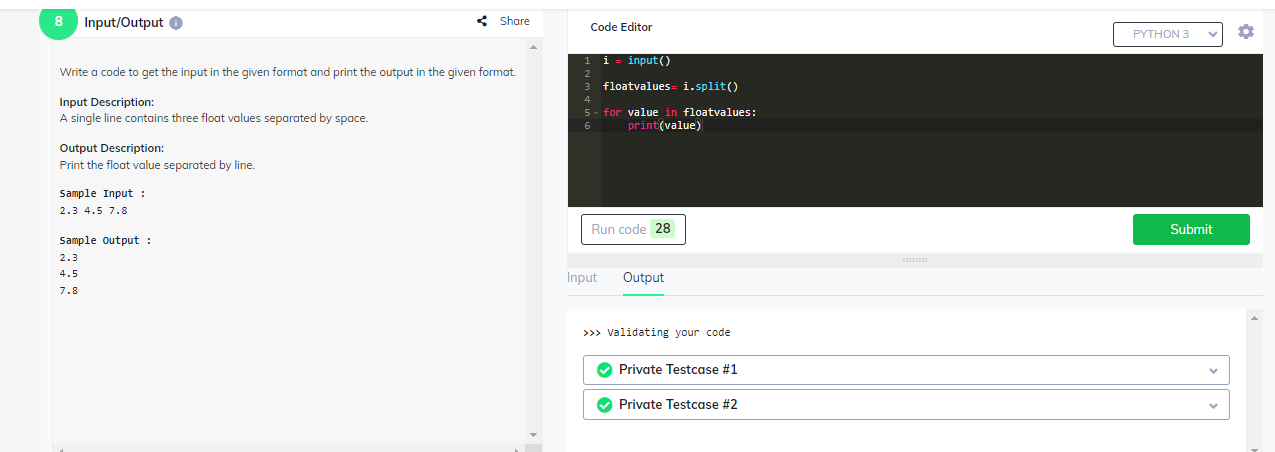 8 Input/Output i Share
Write a code to get the input in the given format and print the output in the given format.
Input Description:
A single line contains three float values separated by space.
Output Description:
Print the float value separated by line.
Sample Input :
2.3 4.5 7.8
Sample Output :
2.3
4.5
7.8
Code Editor
PYTHON 3
1 i = input()
2
3 floatvalues= i.split()
4
5 for value in floatvalues:
6     print(value)
Run code 28
Submit
Input Output
>>> Validating your code
Private Testcase #1
Private Testcase #2